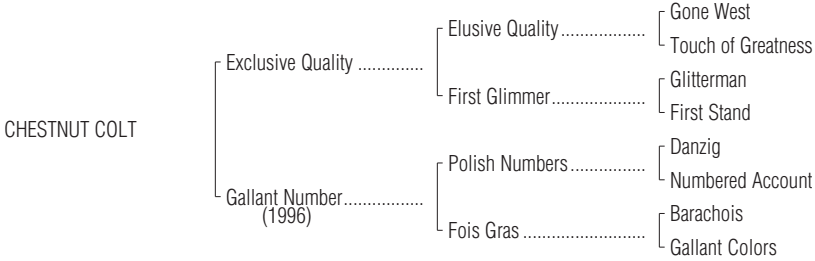 Gone West
Elusive Quality...................
Touch of Greatness
Exclusive Quality ..............
Glitterman
First Glimmer.....................
First Stand
CHESTNUT COLT
Danzig
Polish Numbers.................
Numbered Account
Gallant Number.................
(1996)
Barachois
Fois Gras ...........................
Gallant Colors